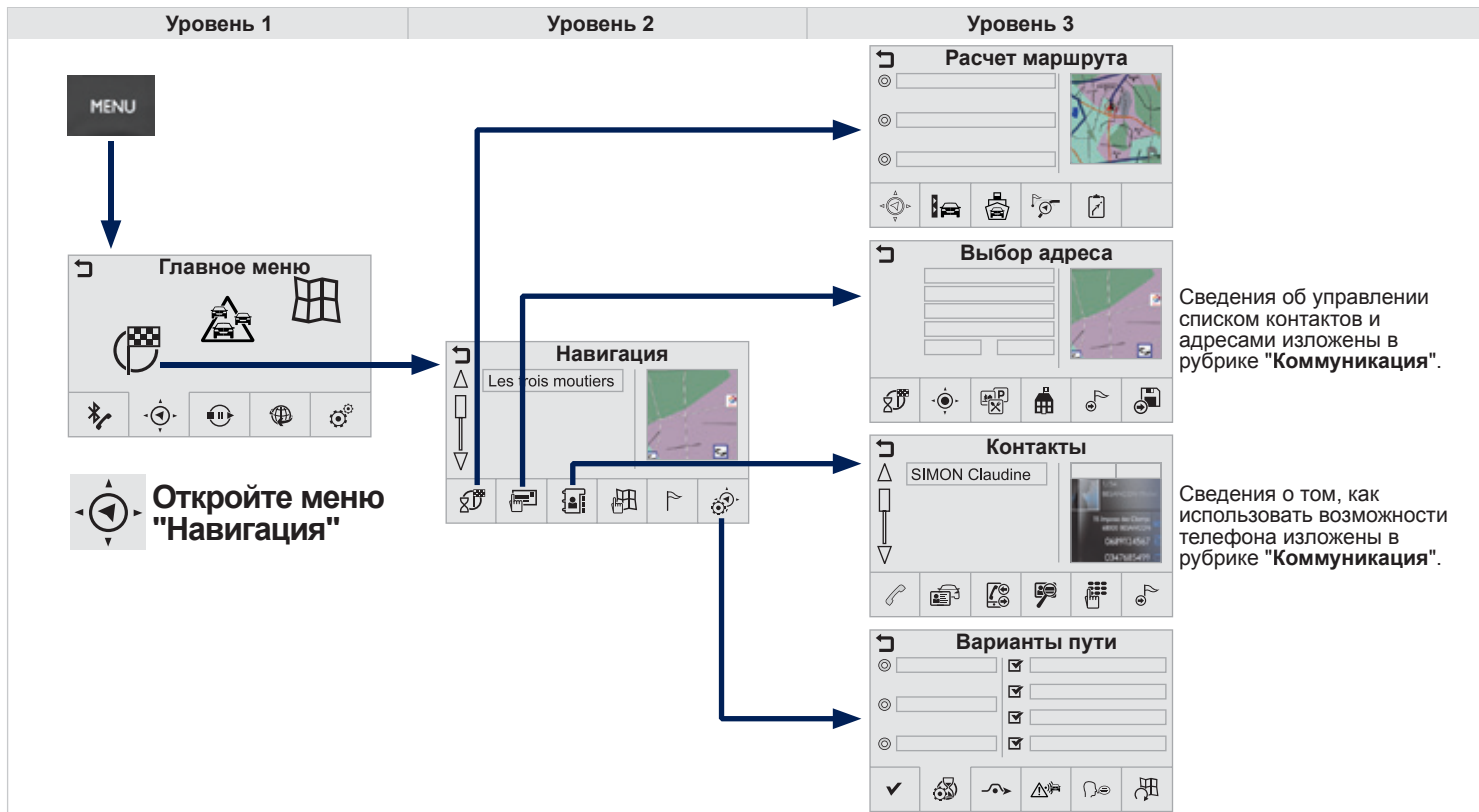 Уровень 1
Уровень 2
Уровень 3
MENU
Главное меню
Откройте меню
"Навигация"
Навигация
Les trois moutiers
Расчет маршрута
Выбор адреса
P
Сведения об управлении
списком контактов и
адресами изложены в
рубрике "Коммуникация".
Контакты
SIMON Claudine
0689124567
0347685499
Сведения о том, как
использовать возможности
телефона изложены в
рубрике "Коммуникация".
Варианты пути